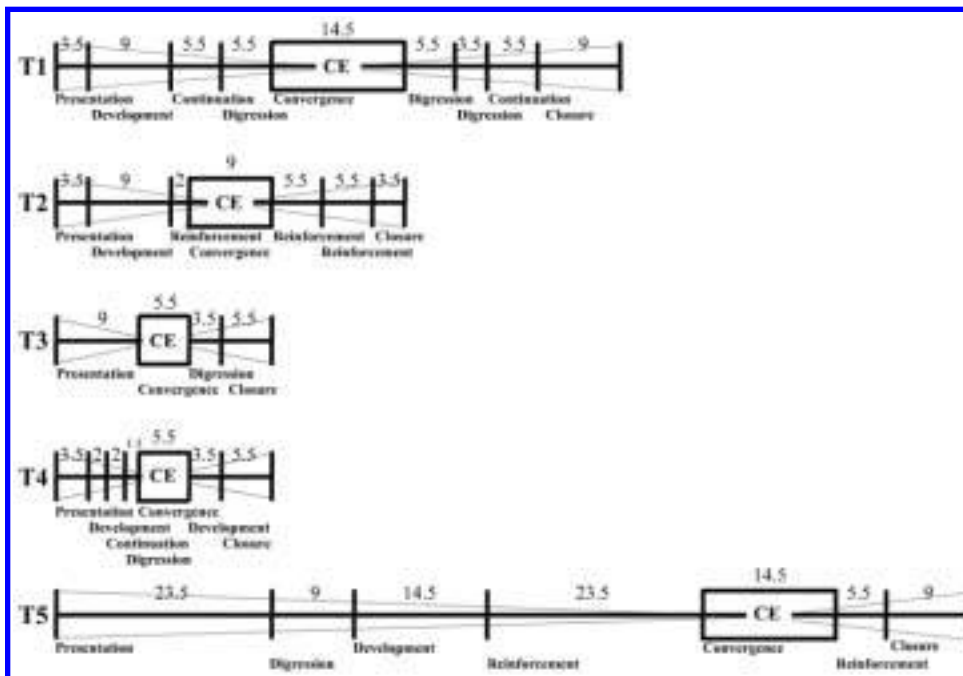 14.5
3.5 9 5.5 5.5 5.5 3.5 5.5 9
T1 CE
Presentation Continuation Convergence Digression Continuation
Development Digression Digression Closure
9
3.5 9 2 5.5 5.5 3.5
T2 CE
Presentation Reinforcement Reinforcement Closure
Development Convergence Reinforcement
5.5
9 3.5 5.5
T3 CE
Presentation Digression
Convergence Closure
5.5
3.5 2 2 3.5 5.5
T4 CE
Presentation Convergence
Development Development
Continuation Closure
Digression
14.5
23.5 9 14.5 23.5 5.5 9
T5 CE
Presentation Development Convergence Closure
Digression Reinforcement Reinforcement